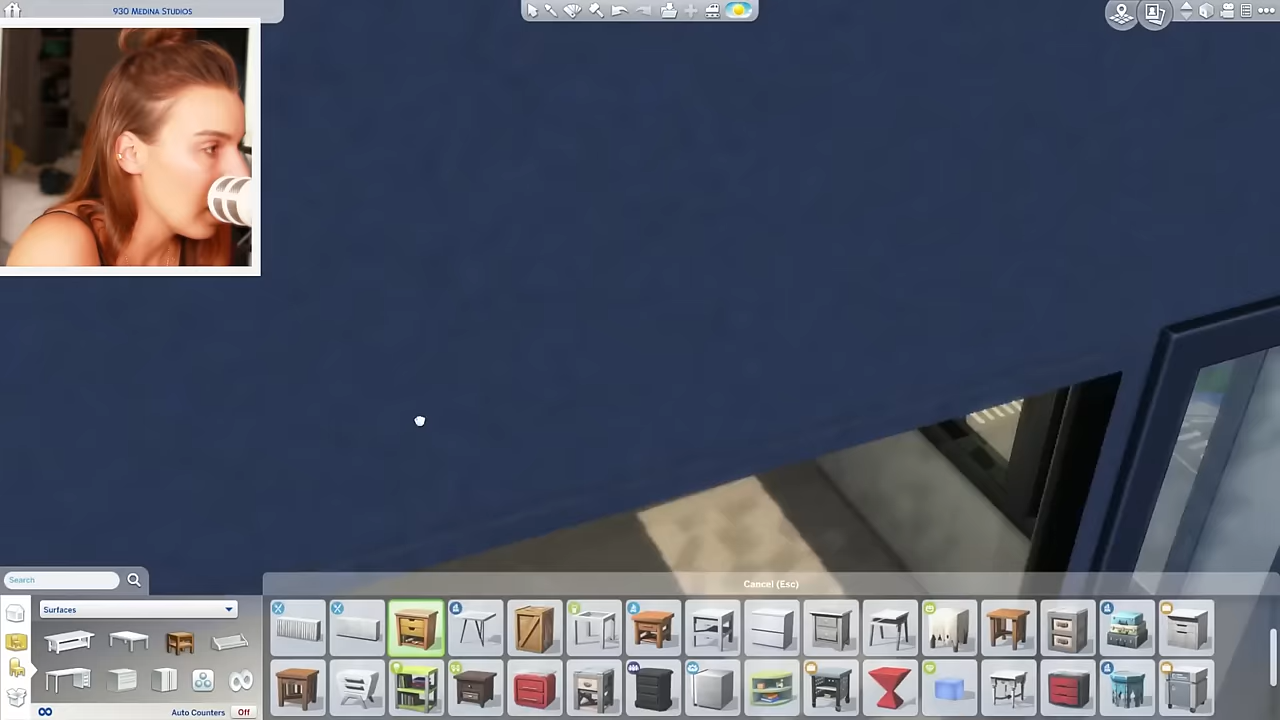 930 Medina Studios
Cancel (Esc)
Search
Surfaces
Auto Counters
Off